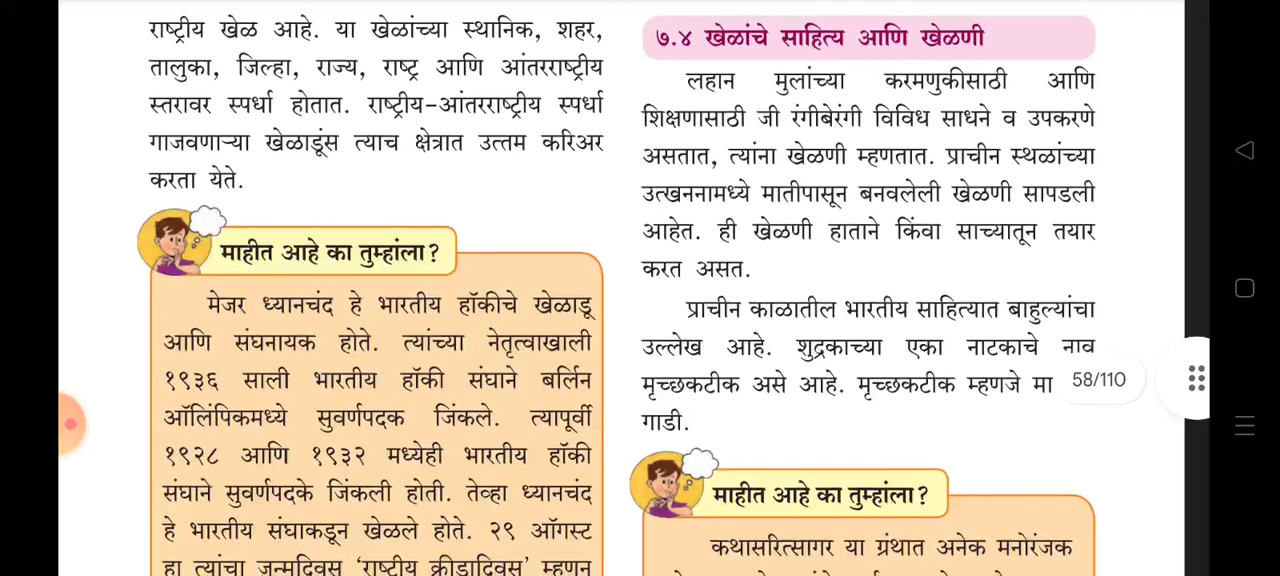 राष्ट्रीय खेळ आहे. या खेळांच्या स्थानिक, शहर,
तालुका, जिल्हा, राज्य, राष्ट्र आणि आंतरराष्ट्रीय
स्तरावर स्पर्धा होतात. राष्ट्रीय-आंतरराष्ट्रीय स्पर्धा
गाजवणाऱ्या खेळाडूंस त्याच क्षेत्रात उत्तम करिअर
करता येते.
माहीत आहे का तुम्हांला?
मेजर ध्यानचंद हे भारतीय हॉकीचे खेळाडू
आणि संघनायक होते. त्यांच्या नेतृत्वाखाली
१९३६ साली भारतीय हॉकी संघाने बर्लिन
ऑलिंपिकमध्ये सुवर्णपदक जिंकले. त्यापूर्वी
१९२८ आणि १९३२ मध्येही भारतीय हॉकी
संघाने सुवर्णपदके जिंकली होती. तेव्हा ध्यानचंद
हे भारतीय संघाकडून खेळले होते. २९ ऑगस्ट
हा त्यांचा जन्मदिवस ‘राष्ट्रीय क्रीडादिवस’ म्हणून
७.४ खेळांचे साहित्य आणि खेळणी
लहान मुलांच्या करमणुकीसाठी आणि
शिक्षणासाठी जी रंगीबेरंगी विविध साधने व उपकरणे
असतात, त्यांना खेळणी म्हणतात. प्राचीन स्थळांच्या
उत्खननामध्ये मातीपासून बनवलेली खेळणी सापडली
आहेत. ही खेळणी हाताने किंवा साच्यातून तयार
करत असत.
प्राचीन काळातील भारतीय साहित्यात बाहुल्यांचा
उल्लेख आहे. शुद्रकाच्या एका नाटकाचे नाव
मृच्छकटीक असे आहे. मृच्छकटीक म्हणजे मा
गाडी.
58/110
माहीत आहे का तुम्हांला?
कथासरित्सागर या ग्रंथात अनेक मनोरंजक